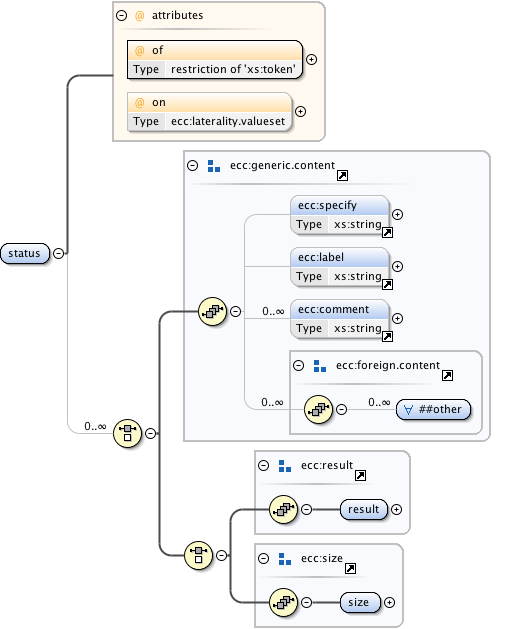 @ attributes
@ of
Type restriction of 'xs:token'
@ on
Type ecc:laterality.valueset
ecc:generic.content
ecc:specify
Type xs:string
status
ecc:label
Type xs:string
0..∞ ecc:comment
Type xs:string
ecc:foreign.content
0..∞ 0..∞ ∀ ##other
0..∞
ecc:result
result
ecc:size
size